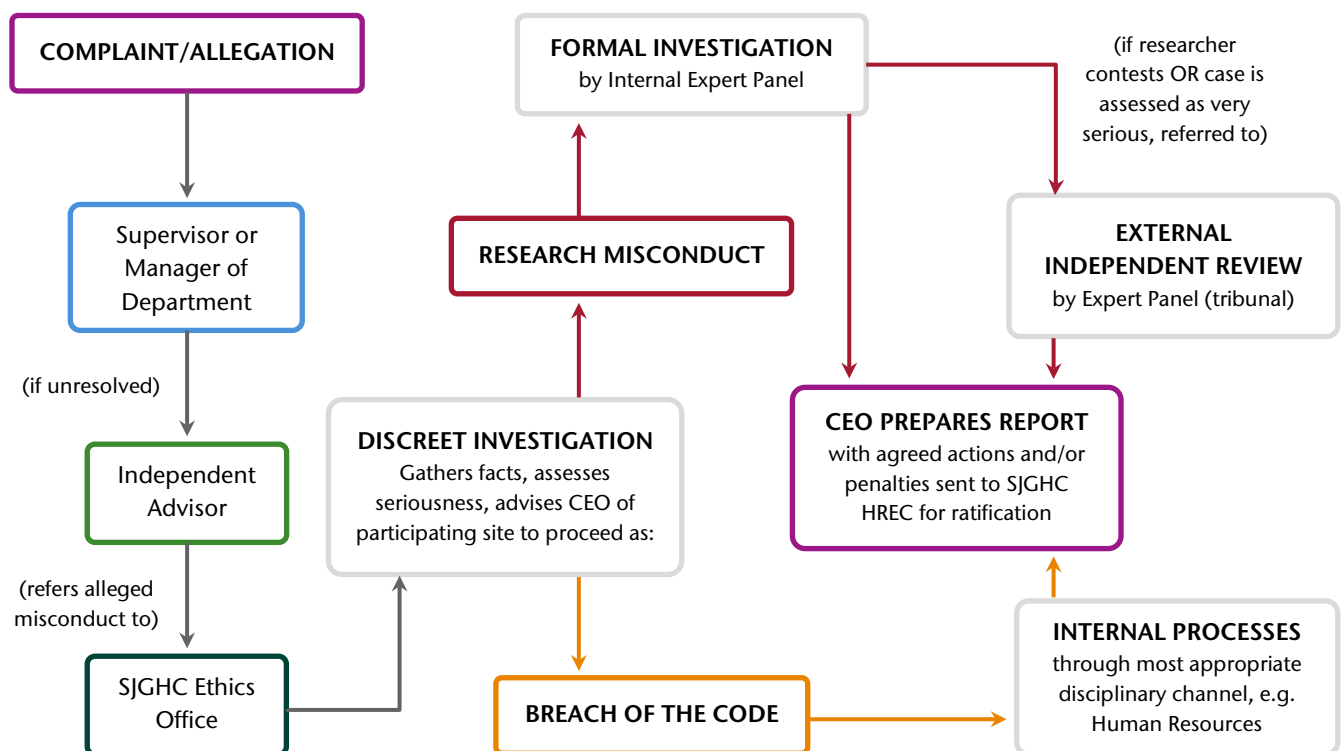 COMPLAINT/ALLEGATION
Supervisor or
Manager of
Department
(if unresolved)
Independent
Advisor
(refers alleged
misconduct to)
SJGHC Ethics
Office
DISCREET INVESTIGATION
Gathers facts, assesses
seriousness, advises CEO of
participating site to proceed as:
RESEARCH MISCONDUCT
FORMAL INVESTIGATION
by Internal Expert Panel
(if researcher
contests OR case is
assessed as very
serious, referred to)
EXTERNAL
INDEPENDENT REVIEW
by Expert Panel (tribunal)
CEO PREPARES REPORT
with agreed actions and/or
penalties sent to SJGHC
HREC for ratification
BREACH OF THE CODE
INTERNAL PROCESSES
through most appropriate
disciplinary channel, e.g.
Human Resources